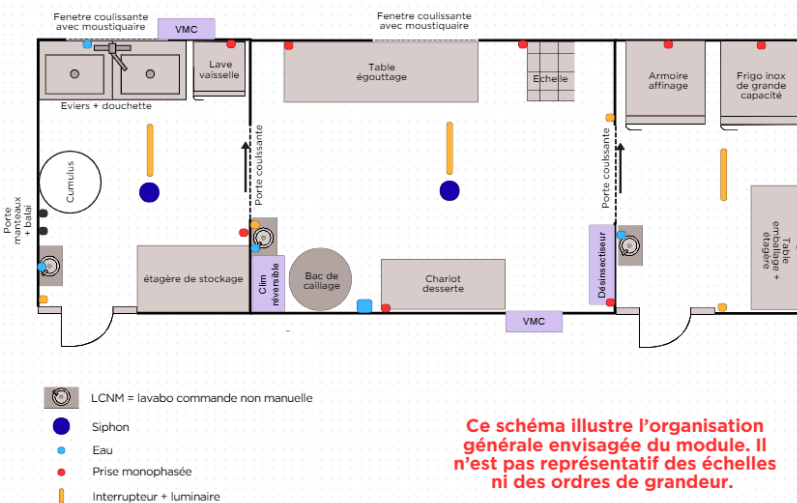 Fenetre coulissante
avec moustiquaire
VMC
Fenetre coulissante
avec moustiquaire
Lave
vaisselle
Table
égouttage
Echelle
Armoire
affinage
Frigo inox
de grande
capacité
Eviers + douchette
Cumulus
Porte coulssante
Porte coulssante
Porte
manteaux
+ balai
étagère de stockage
Clim
réversible
Bac de
caillage
Chariot
desserte
Désinsectiseur
Table
emballage +
étagère
VMC
LCNM = lavabo commande non manuelle
Siphon
Eau
Prise monophasée
Interrupteur + luminaire
Ce schéma illustre l’organisation
générale envisagée du module. Il
n’est pas représentatif des échelles
ni des ordres de grandeur.